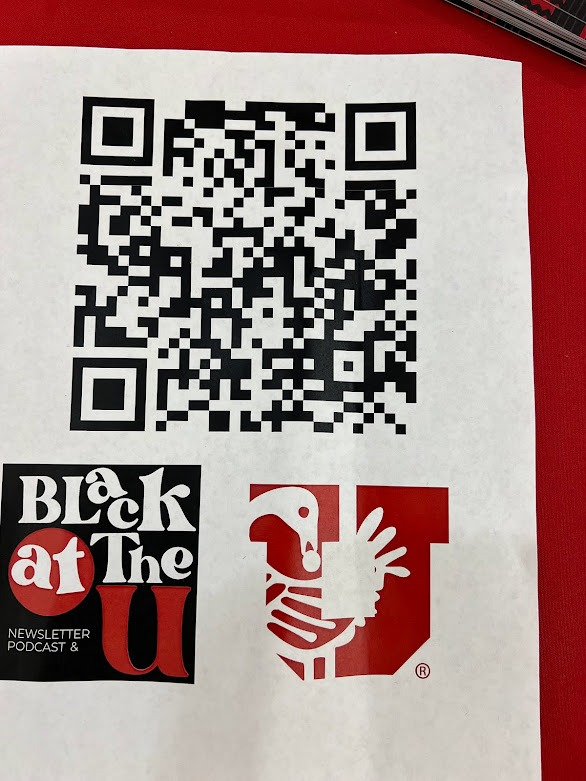 BLacK
at The
U
NEWSLETTER
PODCAST &
U
®